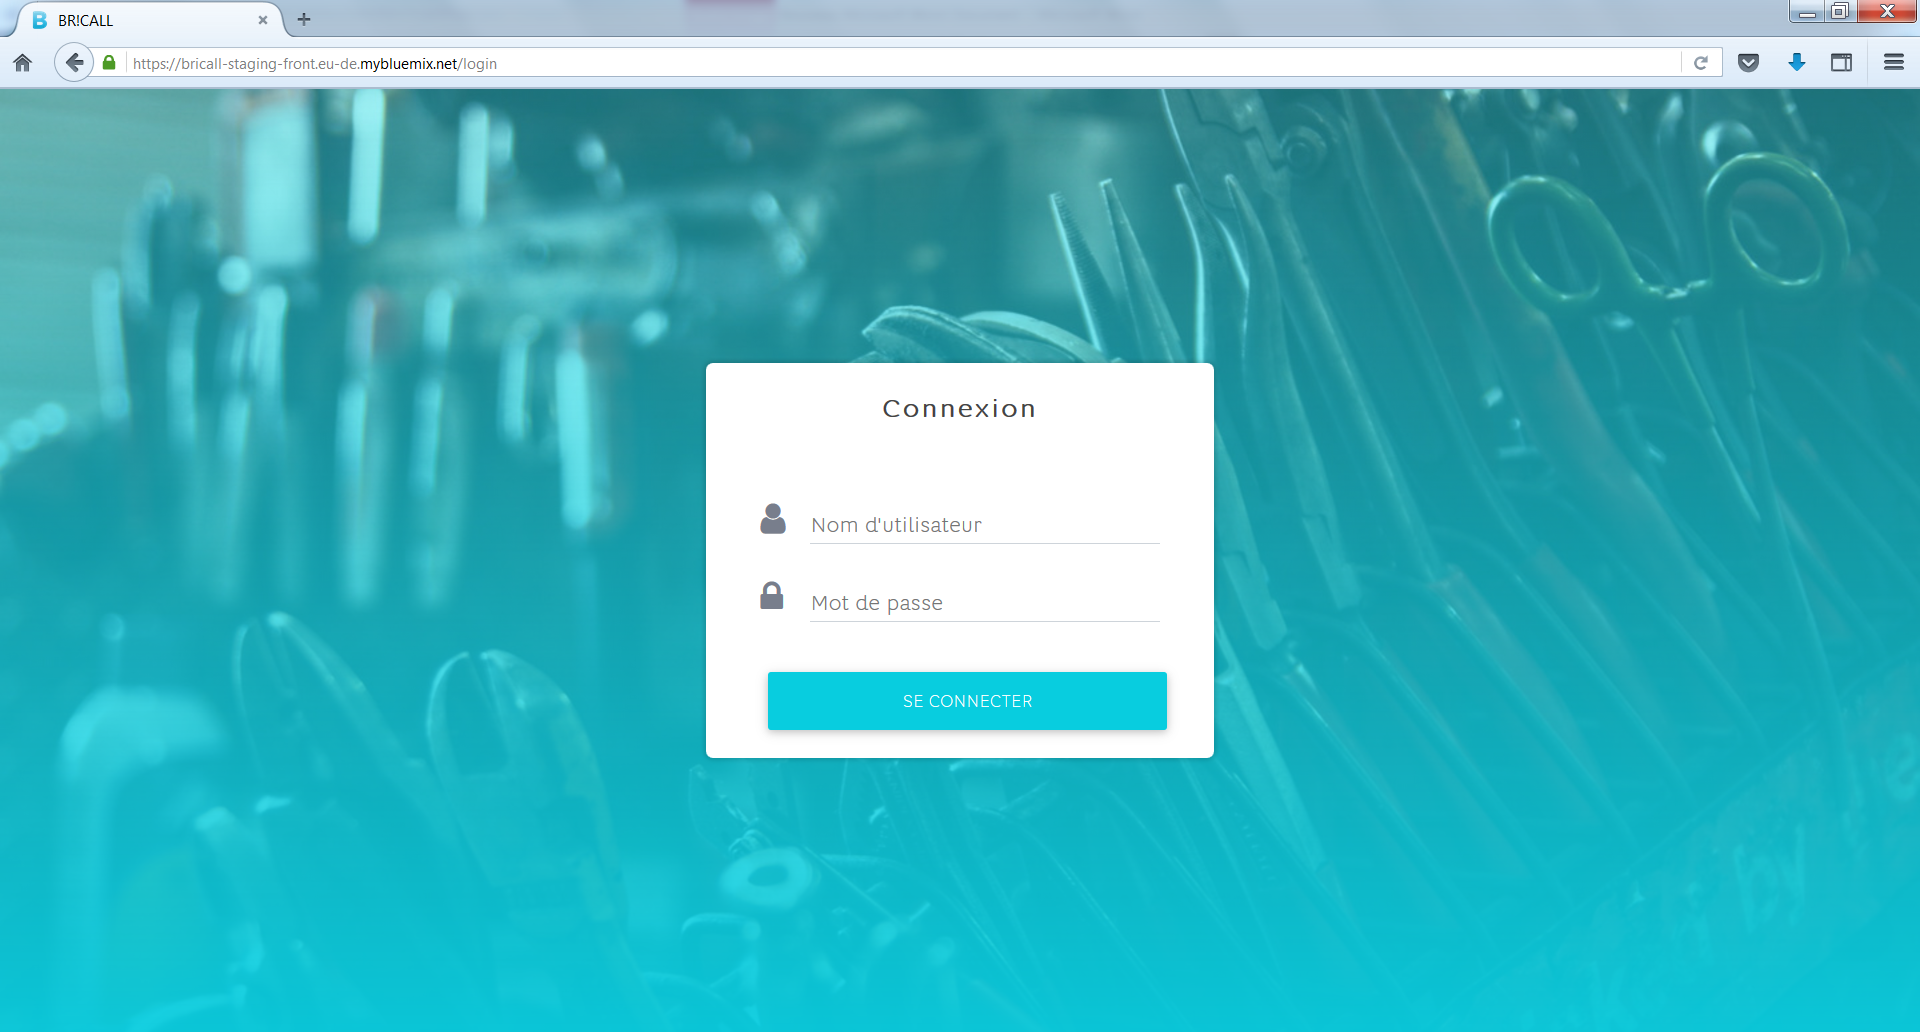 BR!CALL
https://bricall-staging-front.eu-de.mybluemix.net/login
Connexion
Nom d'utilisateur
Mot de passe
SE CONNECTER